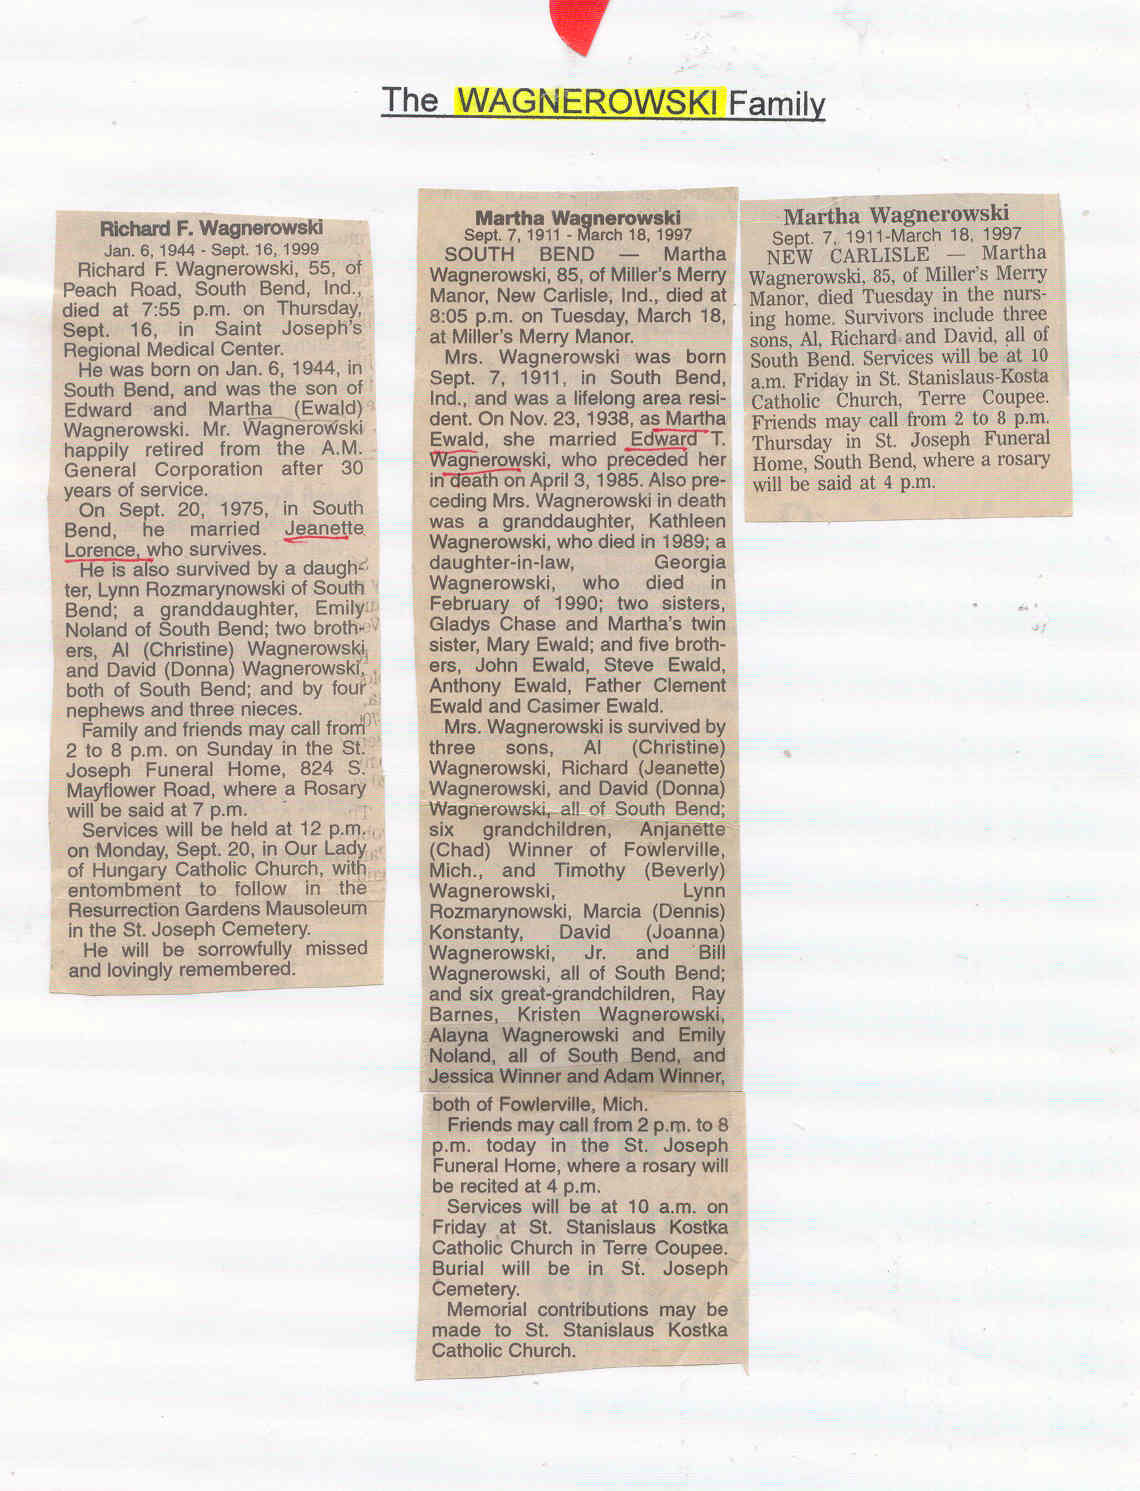 The WAGNEROWSKI Family
Richard F. Wagnerowski
Jan. 6, 1944 - Sept. 16, 1999
Richard F. Wagnerowski, 55, of
Peach Road, South Bend, Ind.,
died at 7:55 p.m. on Thursday,
Sept. 16, in Saint Joseph's
Regional Medical Center.
He was born on Jan. 6, 1944, in
South Bend, and was the son of
Edward and Martha (Ewald)
Wagnerowski. Mr. Wagnerowski
happily retired from the A.M.
General Corporation after 30
years of service.
On Sept. 20, 1975, in South
Bend, he married Jeanette
Lorence, who survives.
He is also survived by a daugh-
ter, Lynn Rozmarynowski of South
Bend; a granddaughter, Emily
Noland of South Bend; two broth-
ers, Al (Christine) Wagnerowski
and David (Donna) Wagnerowski,
both of South Bend; and by four
nephews and three nieces.
Family and friends may call from
2 to 8 p.m. on Sunday in the St.
Joseph Funeral Home, 824 S.
Mayflower Road, where a Rosary
will be said at 7 p.m.
Services will be held at 12 p.m.
on Monday, Sept. 20, in Our Lady
of Hungary Catholic Church, with
entombment to follow in the
Resurrection Gardens Mausoleum
in the St. Joseph Cemetery.
He will be sorrowfully missed
and lovingly remembered.
Martha Wagnerowski
Sept. 7, 1911 - March 18, 1997
SOUTH BEND — Martha
Wagnerowski, 85, of Miller's Merry
Manor, New Carlisle, Ind., died at
8:05 p.m. on Tuesday, March 18,
at Miller's Merry Manor.
Mrs. Wagnerowski was born
Sept. 7, 1911, in South Bend,
Ind., and was a lifelong area resi-
dent. On Nov. 23, 1938, as Martha
Ewald, she married Edward T.
Wagnerowski, who preceded her
in death on April 3, 1985. Also pre-
ceding Mrs. Wagnerowski in death
was a granddaughter, Kathleen
Wagnerowski, who died in 1989; a
daughter-in-law, Georgia
Wagnerowski, who died in
February of 1990; two sisters,
Gladys Chase and Martha's twin
sister, Mary Ewald; and five broth-
ers, John Ewald, Steve Ewald,
Anthony Ewald, Father Clement
Ewald and Casimer Ewald.
Mrs. Wagnerowski is survived by
three sons, Al (Christine)
Wagnerowski, Richard (Jeanette)
Wagnerowski, and David (Donna)
Wagnerowski, all of South Bend;
six grandchildren, Anjanette
(Chad) Winner of Fowlerville,
Mich., and Timothy (Beverly)
Wagnerowski, Lynn
Rozmarynowski, Marcia (Dennis)
Konstanty, David (Joanna)
Wagnerowski, Jr. and Bill
Wagnerowski, all of South Bend;
and six great-grandchildren, Ray
Barnes, Kristen Wagnerowski,
Alayna Wagnerowski and Emily
Noland, all of South Bend, and
Jessica Winner and Adam Winner,
both of Fowlerville, Mich.
Friends may call from 2 p.m. to 8
p.m. today in the St. Joseph
Funeral Home, where a rosary will
be recited at 4 p.m.
Services will be at 10 a.m. on
Friday at St. Stanislaus Kostka
Catholic Church in Terre Coupee.
Burial will be in St. Joseph
Cemetery.
Memorial contributions may be
made to St. Stanislaus Kostka
Catholic Church.
Martha Wagnerowski
Sept. 7, 1911-March 18, 1997
NEW CARLISLE — Martha
Wagnerowski, 85, of Miller's Merry
Manor, died Tuesday in the nurs-
ing home. Survivors include three
sons, Al, Richard and David, all of
South Bend. Services will be at 10
a.m. Friday in St. Stanislaus-Kosta
Catholic Church, Terre Coupee.
Friends may call from 2 to 8 p.m.
Thursday in St. Joseph Funeral
Home, South Bend, where a rosary
will be said at 4 p.m.